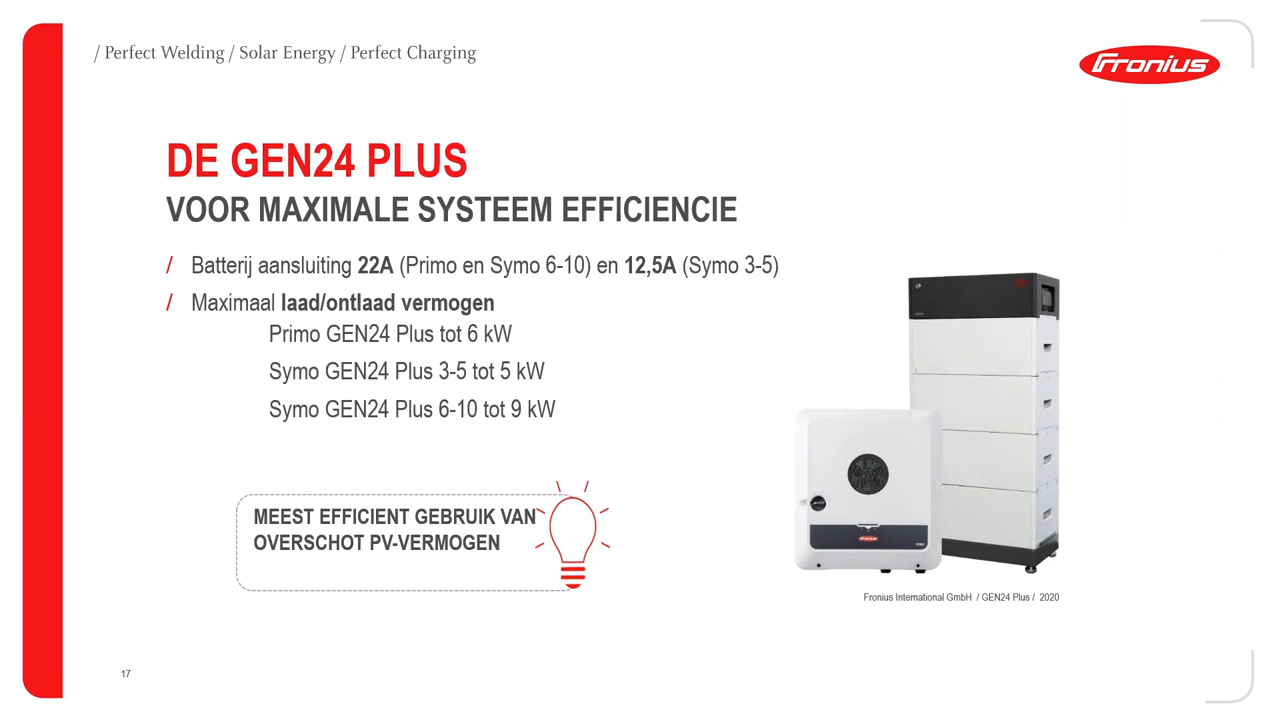 / Perfect Welding / Solar Energy / Perfect Charging
Fronius
DE GEN24 PLUS
VOOR MAXIMALE SYSTEEM EFFICIENCIE
/ Batterij aansluiting 22A (Primo en Symo 6-10) en 12,5A (Symo 3-5)
/ Maximaal laad/ontlaad vermogen
Primo GEN24 Plus tot 6 kW
Symo GEN24 Plus 3-5 tot 5 kW
Symo GEN24 Plus 6-10 tot 9 kW
MEEST EFFICIENT GEBRUIK VAN
OVERSCHOT PV-VERMOGEN
Fronius
Fronius International GmbH / GEN24 Plus / 2020
17